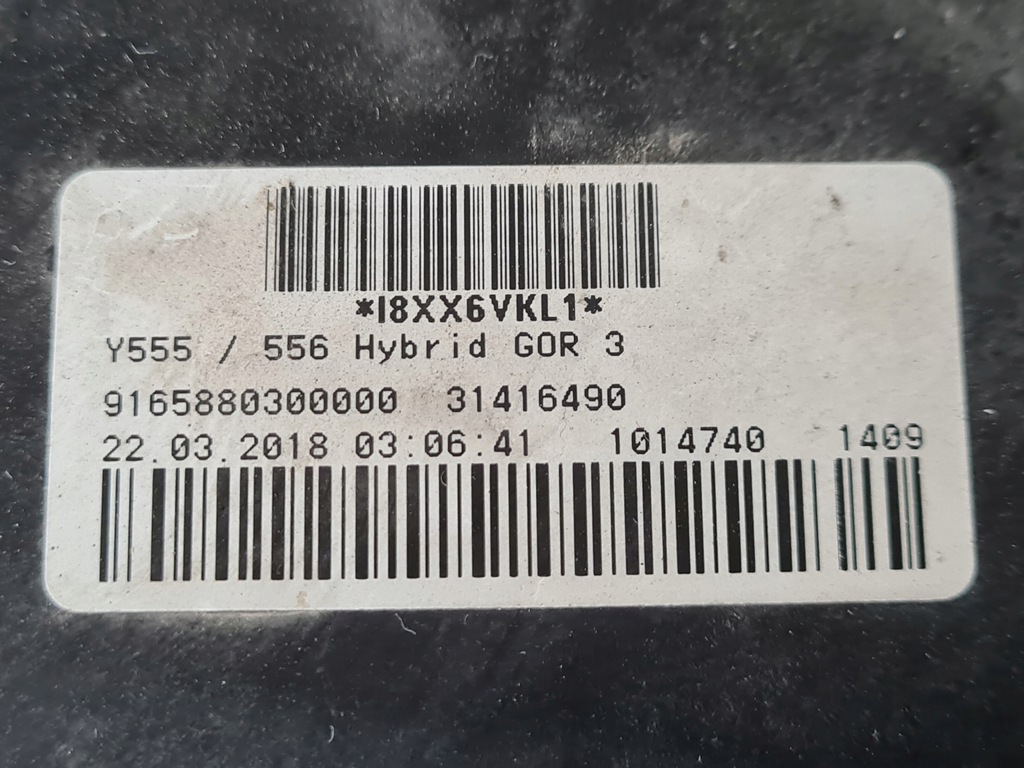 *I8XX6VKL1*
Y555 / 556 Hybrid GOR 3
9165880300000 31416490
22.03.2018 03:06:41 1014740 1409